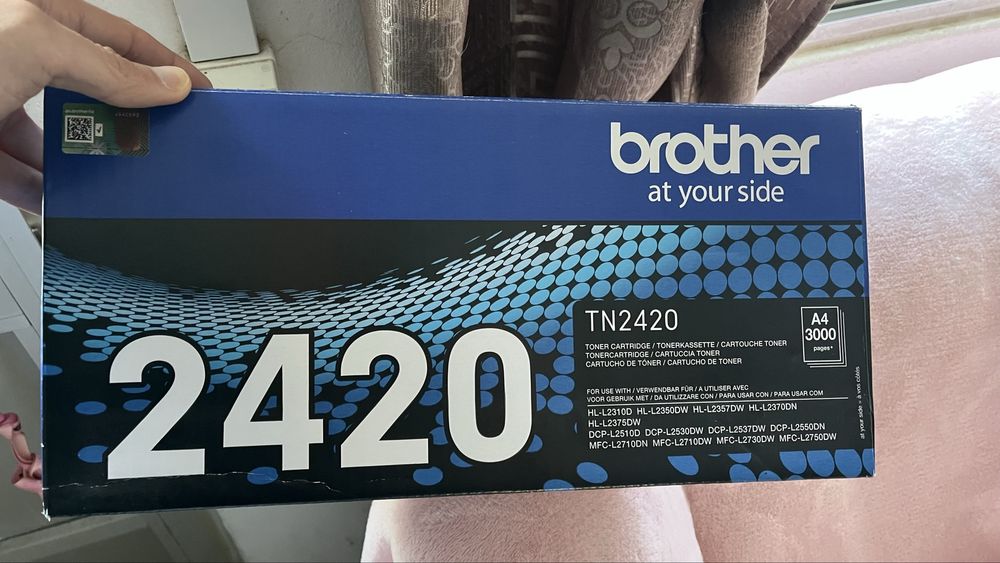 brother
at your side
2420
TN2420
TONER CARTRIDGE / TONERKASSETTE / CARTOUCHE TONER
TONERCARTRIDGE / CARTUCCIA TONER
CARTUCHO DE TÓNER / CARTUCHO DE TONER
A4
3000
pages*
FOR USE WITH / VERWENDBAR FÜR / A UTILISER AVEC
VOOR GEBRUIK MET / DA UTILIZZARE CON / PARA USAR CON / PARA USAR COM
HL-L2310D HL-L2350DW HL-L2357DW HL-L2370DN
HL-L2375DW
DCP-L2510D DCP-L2530DW DCP-L2537DW DCP-L2550DN
MFC-L2710DN MFC-L2710DW MFC-L2730DW MFC-L2750DW
at your side = à vos côtés